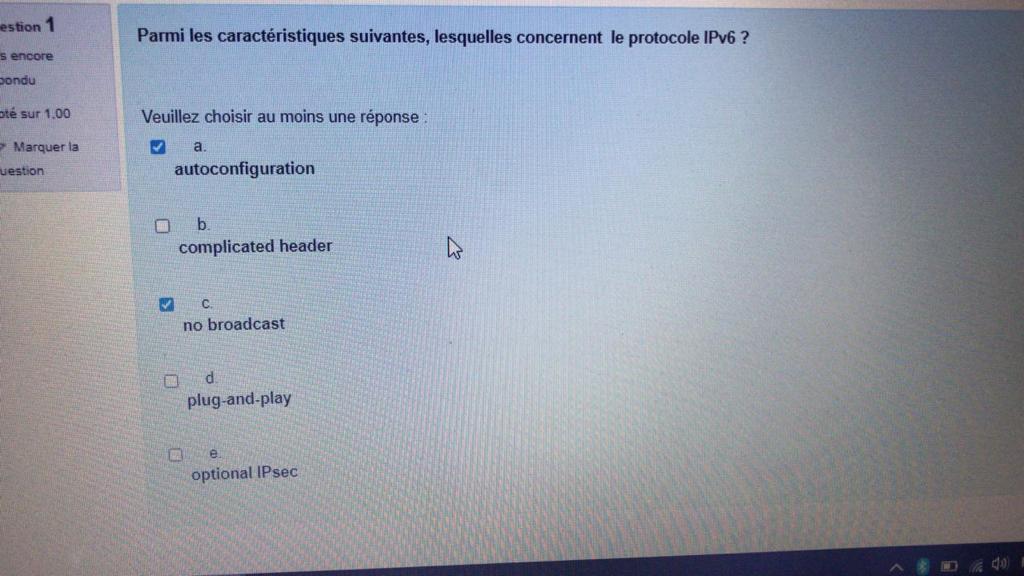 estion 1
s encore
pondu
oté sur 1,00
Marquer la
uestion
Parmi les caractéristiques suivantes, lesquelles concernent le protocole IPv6 ?
Veuillez choisir au moins une réponse :
a.
autoconfiguration
b.
complicated header
c.
no broadcast
d.
plug-and-play
e.
optional IPsec